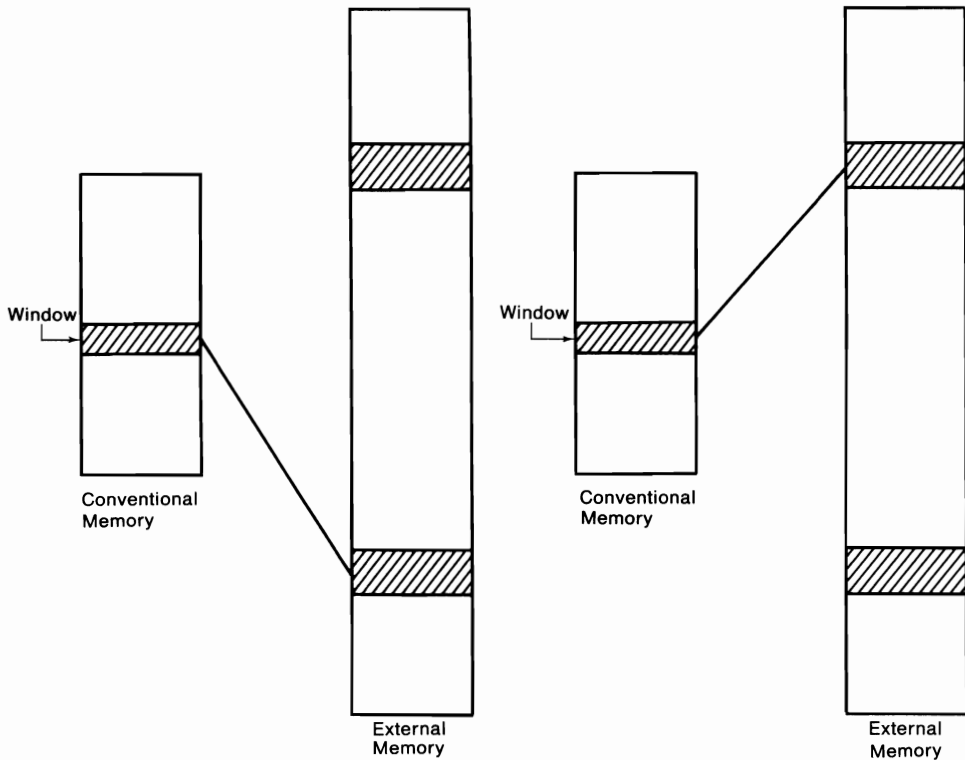 Window
Conventional
Memory
External
Memory
Window
Conventional
Memory
External
Memory